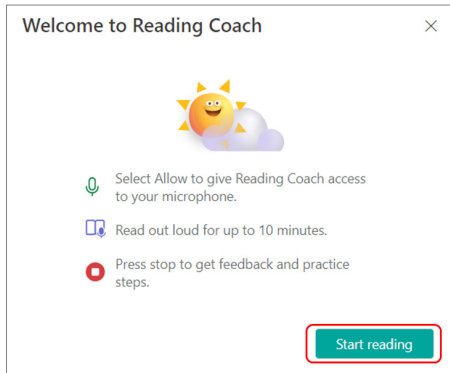 Welcome to Reading Coach
Select Allow to give Reading Coach access
to your microphone.
Read out loud for up to 10 minutes.
Press stop to get feedback and practice
steps.
Start reading